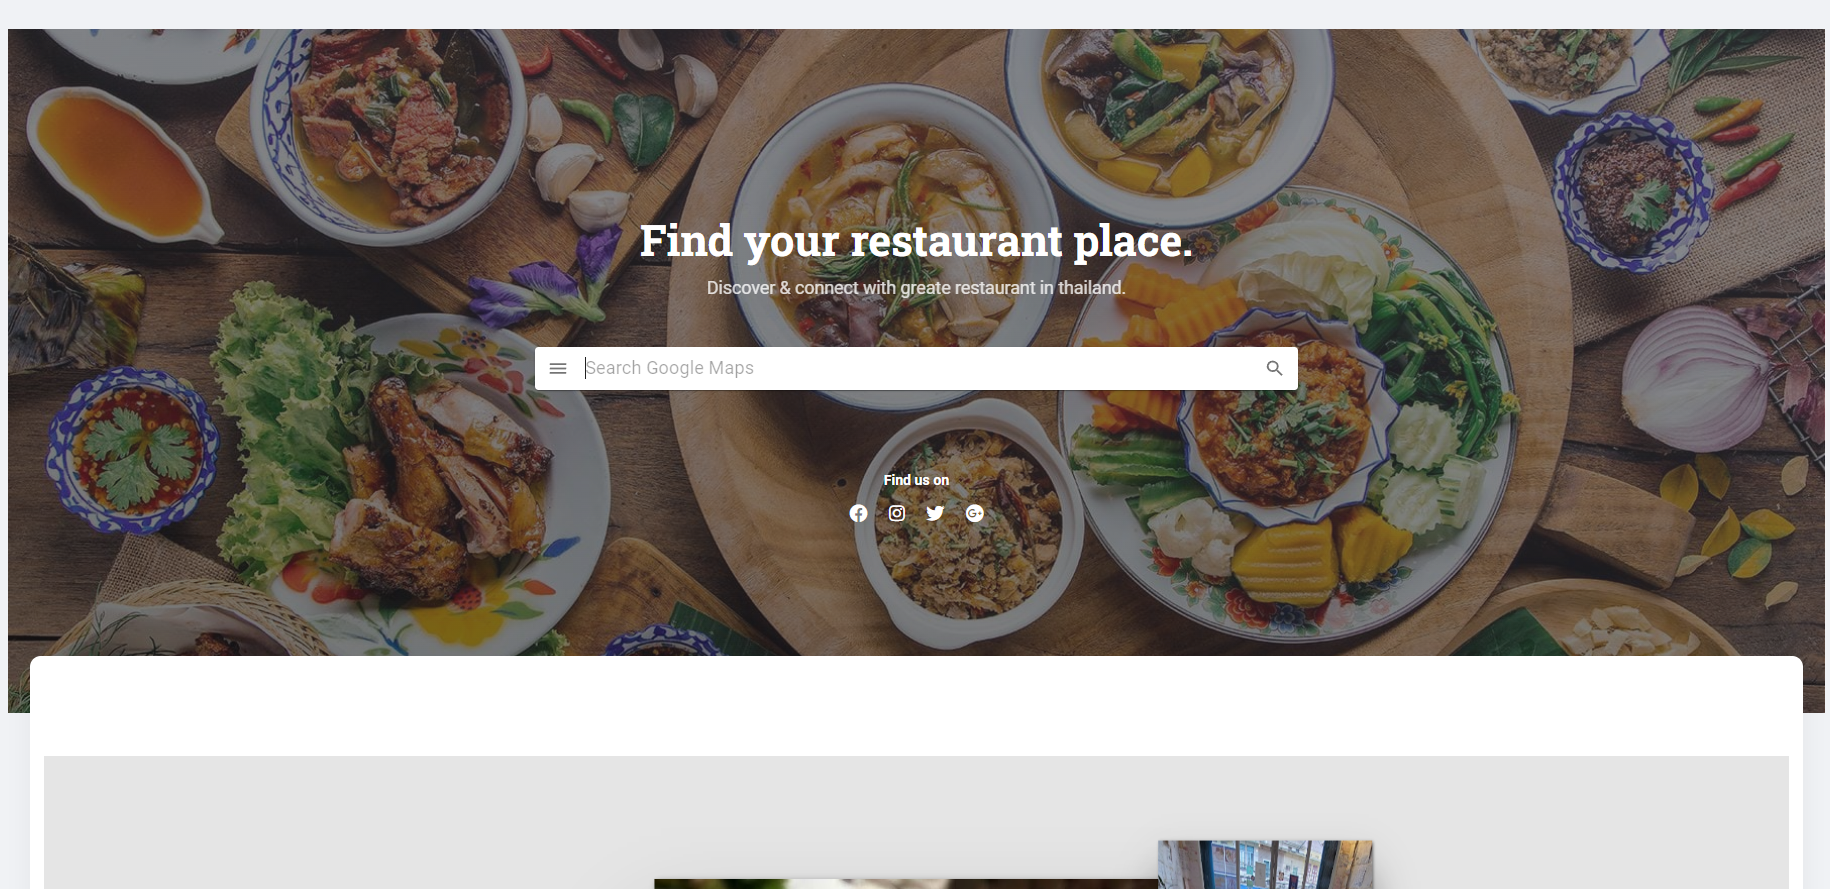 Find your restaurant place.
Discover & connect with greate restaurant in thailand.
Search Google Maps
Find us on